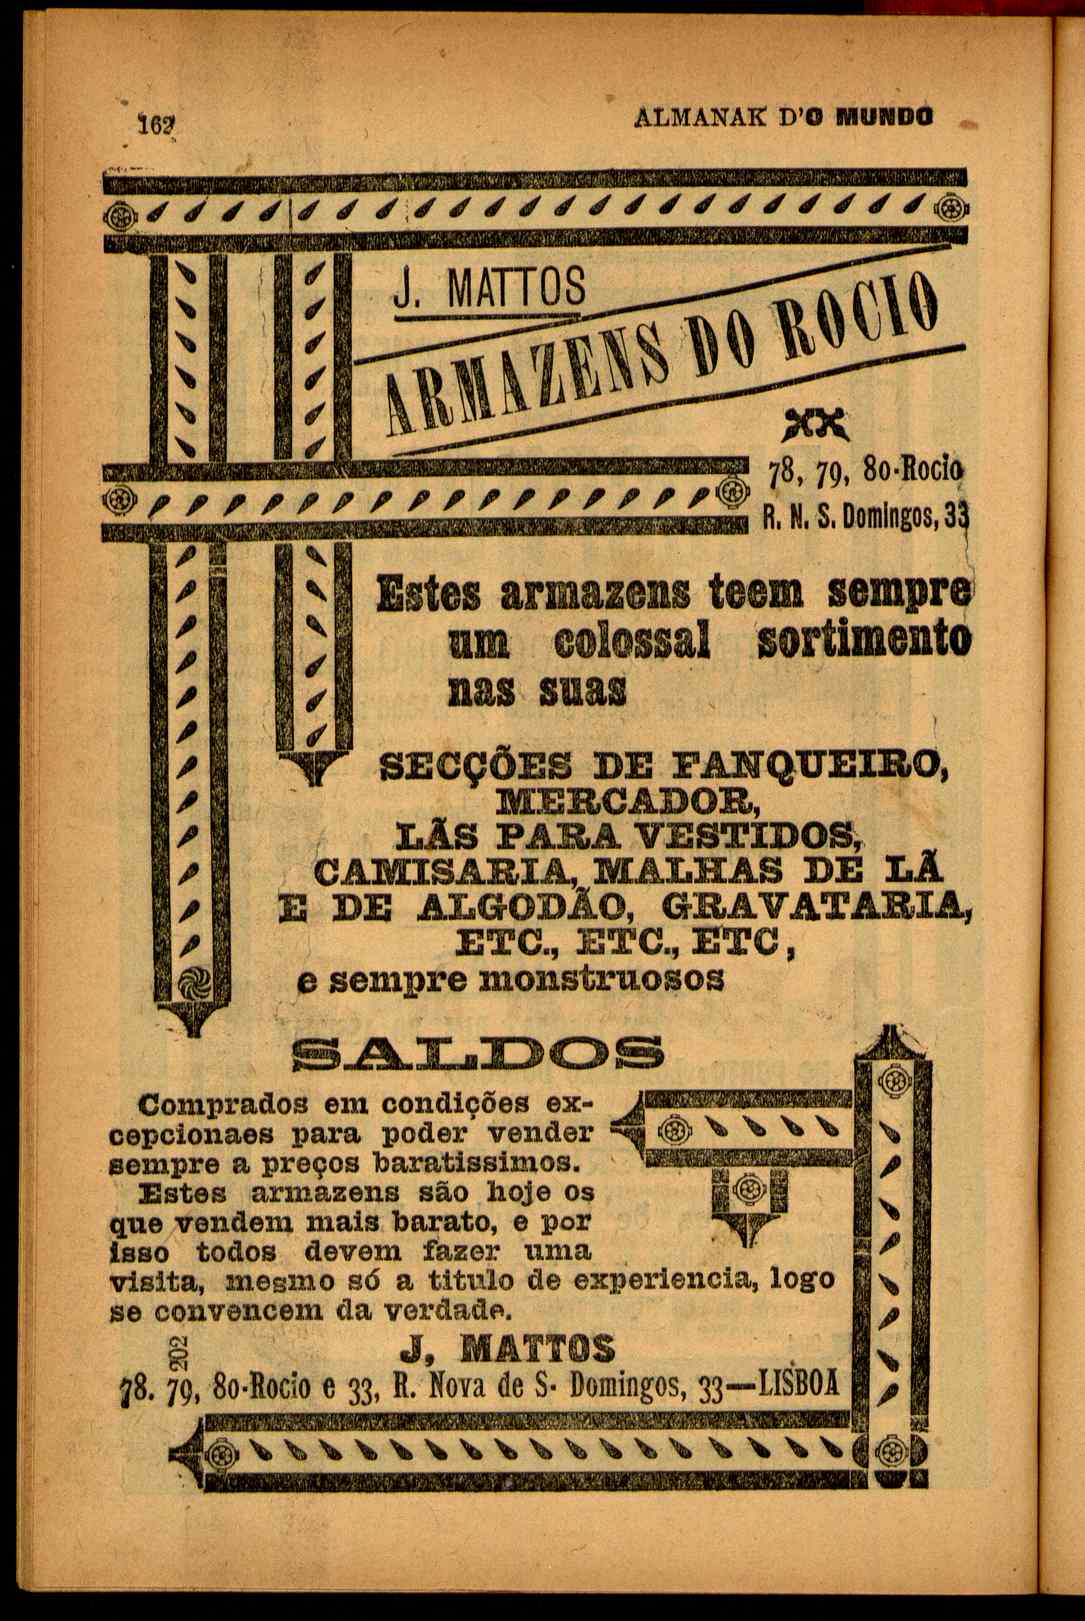 162
ALMANAK D'O MUNDO
J. MATTOS
ARMAZENS DO ROCIO
78, 79, 80-Rocio
R. N. S. Domingos, 33
Estes armazens teem sempre
um colossal sortimento
nas suas
SECÇÕES DE FANQUEIRO,
MERCADOR,
LÃS PARA VESTIDOS,
CAMISARIA, MALHAS DE LÃ
E DE ALGODÃO, GRAVATARIA,
ETC., ETC., ETC,
e sempre monstruosos
SALDOS
Comprados em condições ex-
cepcionaes para poder vender
sempre a preços baratissimos.
Estes armazens são hoje os
que vendem mais barato, e por
isso todos devem fazer uma
visita, mesmo só a titulo de experiencia, logo
se convencem da verdade.
202
J, MATTOS
78. 79, 80-Rocio e 33, R. Nova de S. Domingos, 33—LISBOA